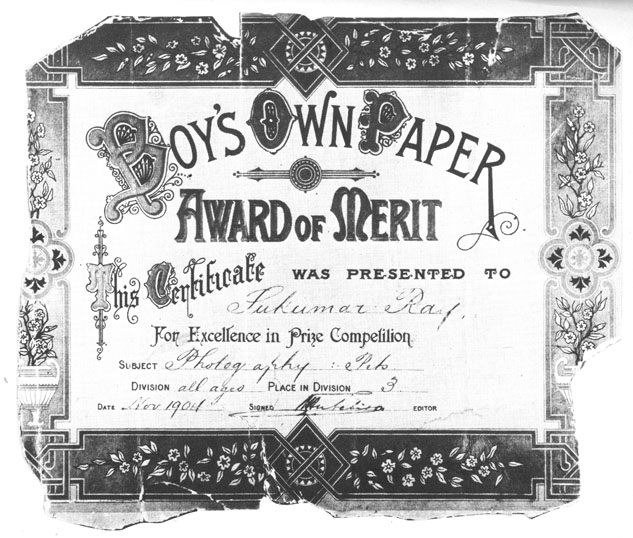 BOY'S OWN PAPER
AWARD OF MERIT
This Certificate WAS PRESENTED TO
Sukumar Ray.
For Excellence in Prize Competition
SUBJECT Photography : Pets
DIVISION all ages PLACE IN DIVISION 3
DATE Nov 1904 SIGNED EDITOR